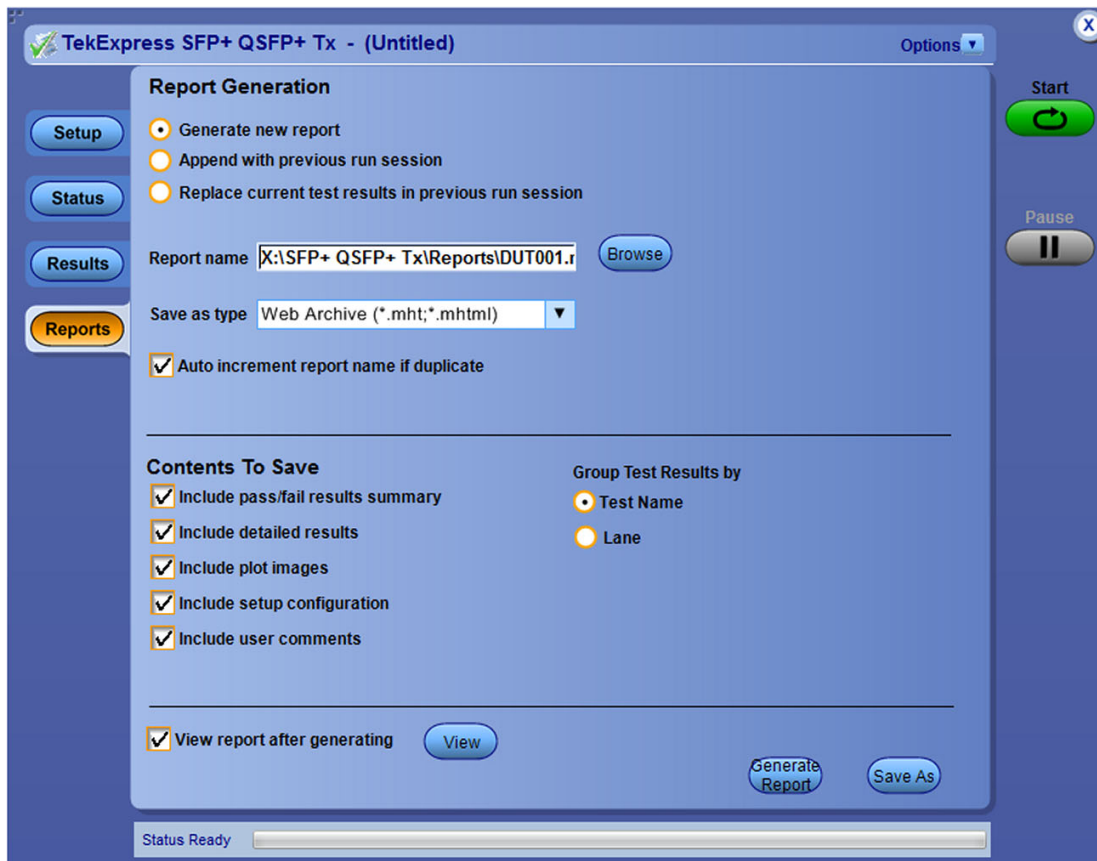 X
TekExpress SFP+ QSFP+ Tx - (Untitled)
Options
Report Generation
Start
Setup
Generate new report
Append with previous run session
Status
Replace current test results in previous run session
Pause
Results
Report name
X:\SFP+ QSFP+ Tx\Reports\DUT001.
Browse
Save as type
Web Archive (*.mht;*.mhtml)
Reports
Auto increment report name if duplicate
Contents To Save
Group Test Results by
Include pass/fail results summary
Test Name
Include detailed results
Lane
Include plot images
Include setup configuration
Include user comments
View report after generating
View
Generate
Report
Save As
Status Ready